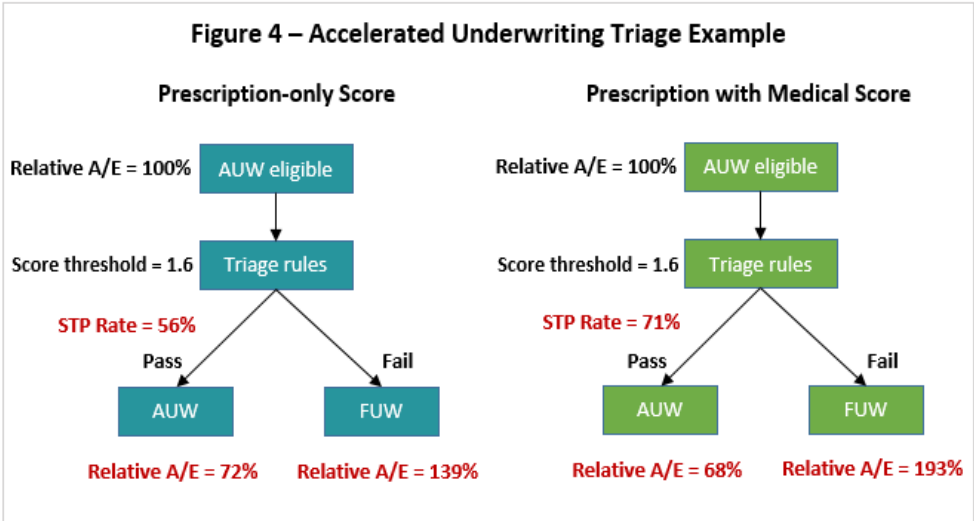 Figure 4 – Accelerated Underwriting Triage Example
Prescription-only Score
Relative A/E = 100%
AUW eligible
Score threshold = 1.6
Triage rules
STP Rate = 56%
Pass
Fail
AUW
FUW
Relative A/E = 72%
Relative A/E = 139%
Prescription with Medical Score
Relative A/E = 100%
AUW eligible
Score threshold = 1.6
Triage rules
STP Rate = 71%
Pass
Fail
AUW
FUW
Relative A/E = 68%
Relative A/E = 193%